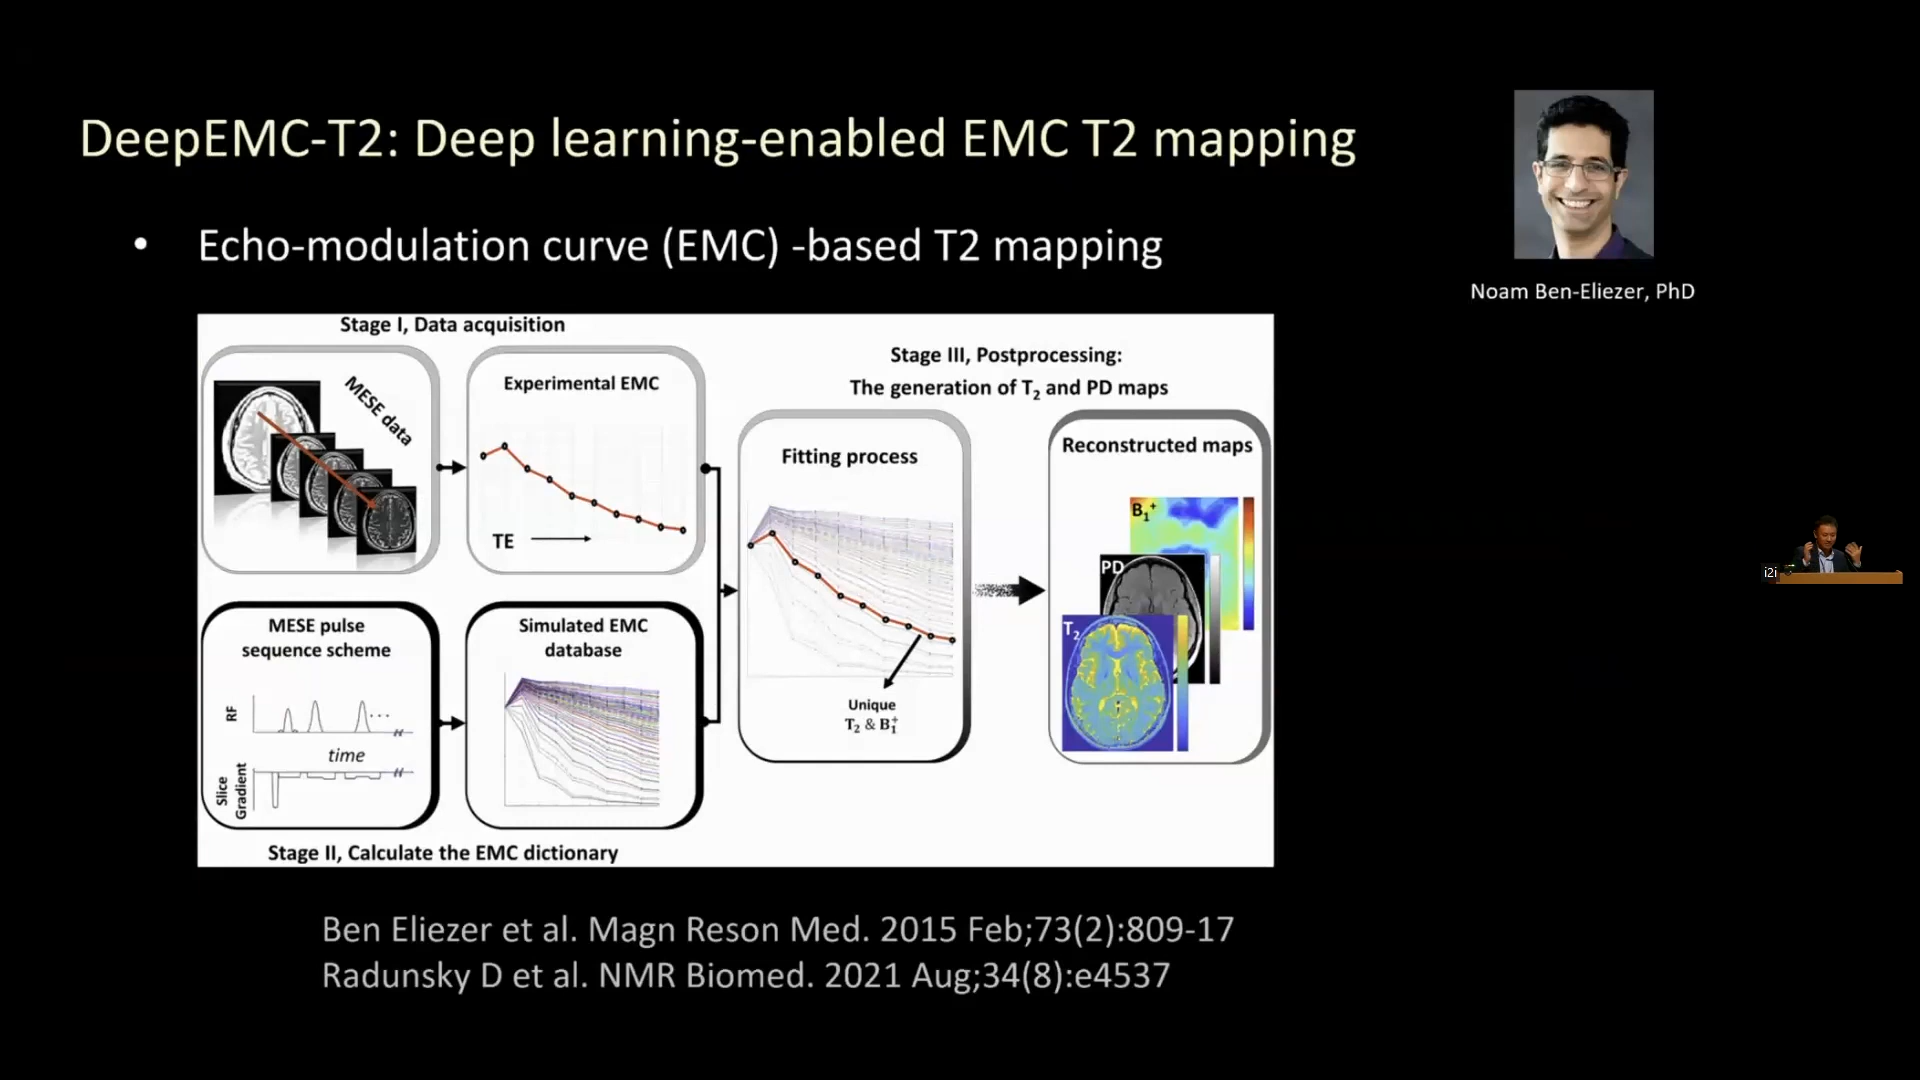 DeepEMC-T2: Deep learning-enabled EMC T2 mapping
• Echo-modulation curve (EMC) -based T2 mapping
Noam Ben-Eliezer, PhD
Stage I, Data acquisition
MESE data
Experimental EMC
TE
Stage III, Postprocessing:
The generation of T₂ and PD maps
Fitting process
Unique
T₂ & B₁⁺
Reconstructed maps
B₁⁺
PD
T₂
MESE pulse
sequence scheme
RF
time
Slice
Gradient
Simulated EMC
database
Stage II, Calculate the EMC dictionary
Ben Eliezer et al. Magn Reson Med. 2015 Feb;73(2):809-17
Radunsky D et al. NMR Biomed. 2021 Aug;34(8):e4537
i2i